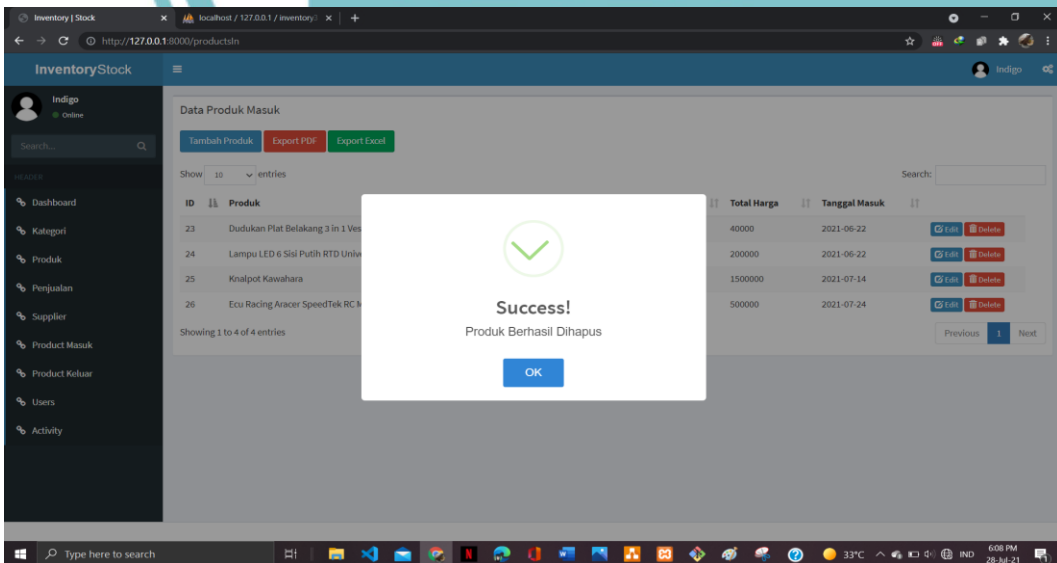 Inventory | Stock
localhost / 127.0.0.1 / inventory
http://127.0.0.1:8000/productsIn
InventoryStock
Indigo
Indigo
Online
Search...
HEADER
Dashboard
Kategori
Produk
Penjualan
Supplier
Product Masuk
Product Keluar
Users
Activity
Data Produk Masuk
Tambah Produk Export PDF Export Excel
Show 10 entries Search:
ID Produk Total Harga Tanggal Masuk
23 Dudukan Plat Belakang 3 in 1 40000 2021-06-22 Edit Delete
24 Lampu LED 6 Sisi Putih RTD 200000 2021-06-22 Edit Delete
25 Knalpot Kawahara 1500000 2021-07-14 Edit Delete
26 Ecu Racing Aracer SpeedTek RC 500000 2021-07-24 Edit Delete
Showing 1 to 4 of 4 entries Previous 1 Next
Success!
Produk Berhasil Dihapus
OK
Type here to search 33°C IND 6:08 PM
28-Jul-21